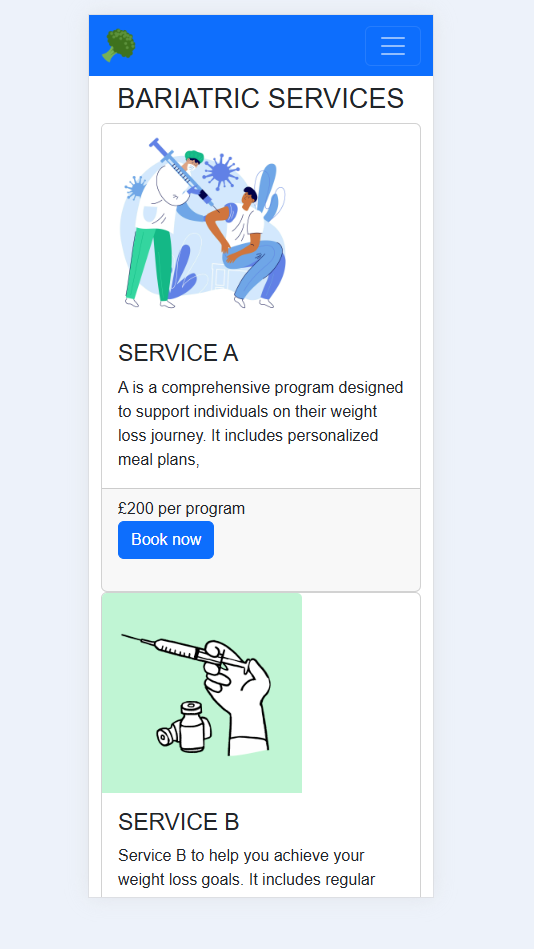 BARIATRIC SERVICES
SERVICE A
A is a comprehensive program designed
to support individuals on their weight
loss journey. It includes personalized
meal plans,
£200 per program
Book now
SERVICE B
Service B to help you achieve your
weight loss goals. It includes regular